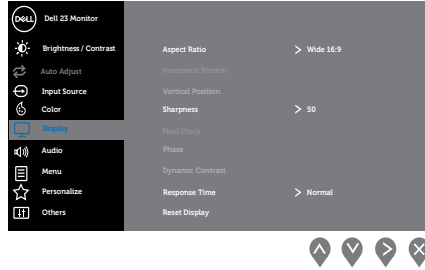 DELL
Dell 23 Monitor
Brightness / Contrast
Auto Adjust
Input Source
Color
Display
Audio
Menu
Personalize
Others
Aspect Ratio
Wide 16:9
Horizontal Position
Vertical Position
Sharpness
50
Pixel Clock
Phase
Dynamic Contrast
Response Time
Normal
Reset Display